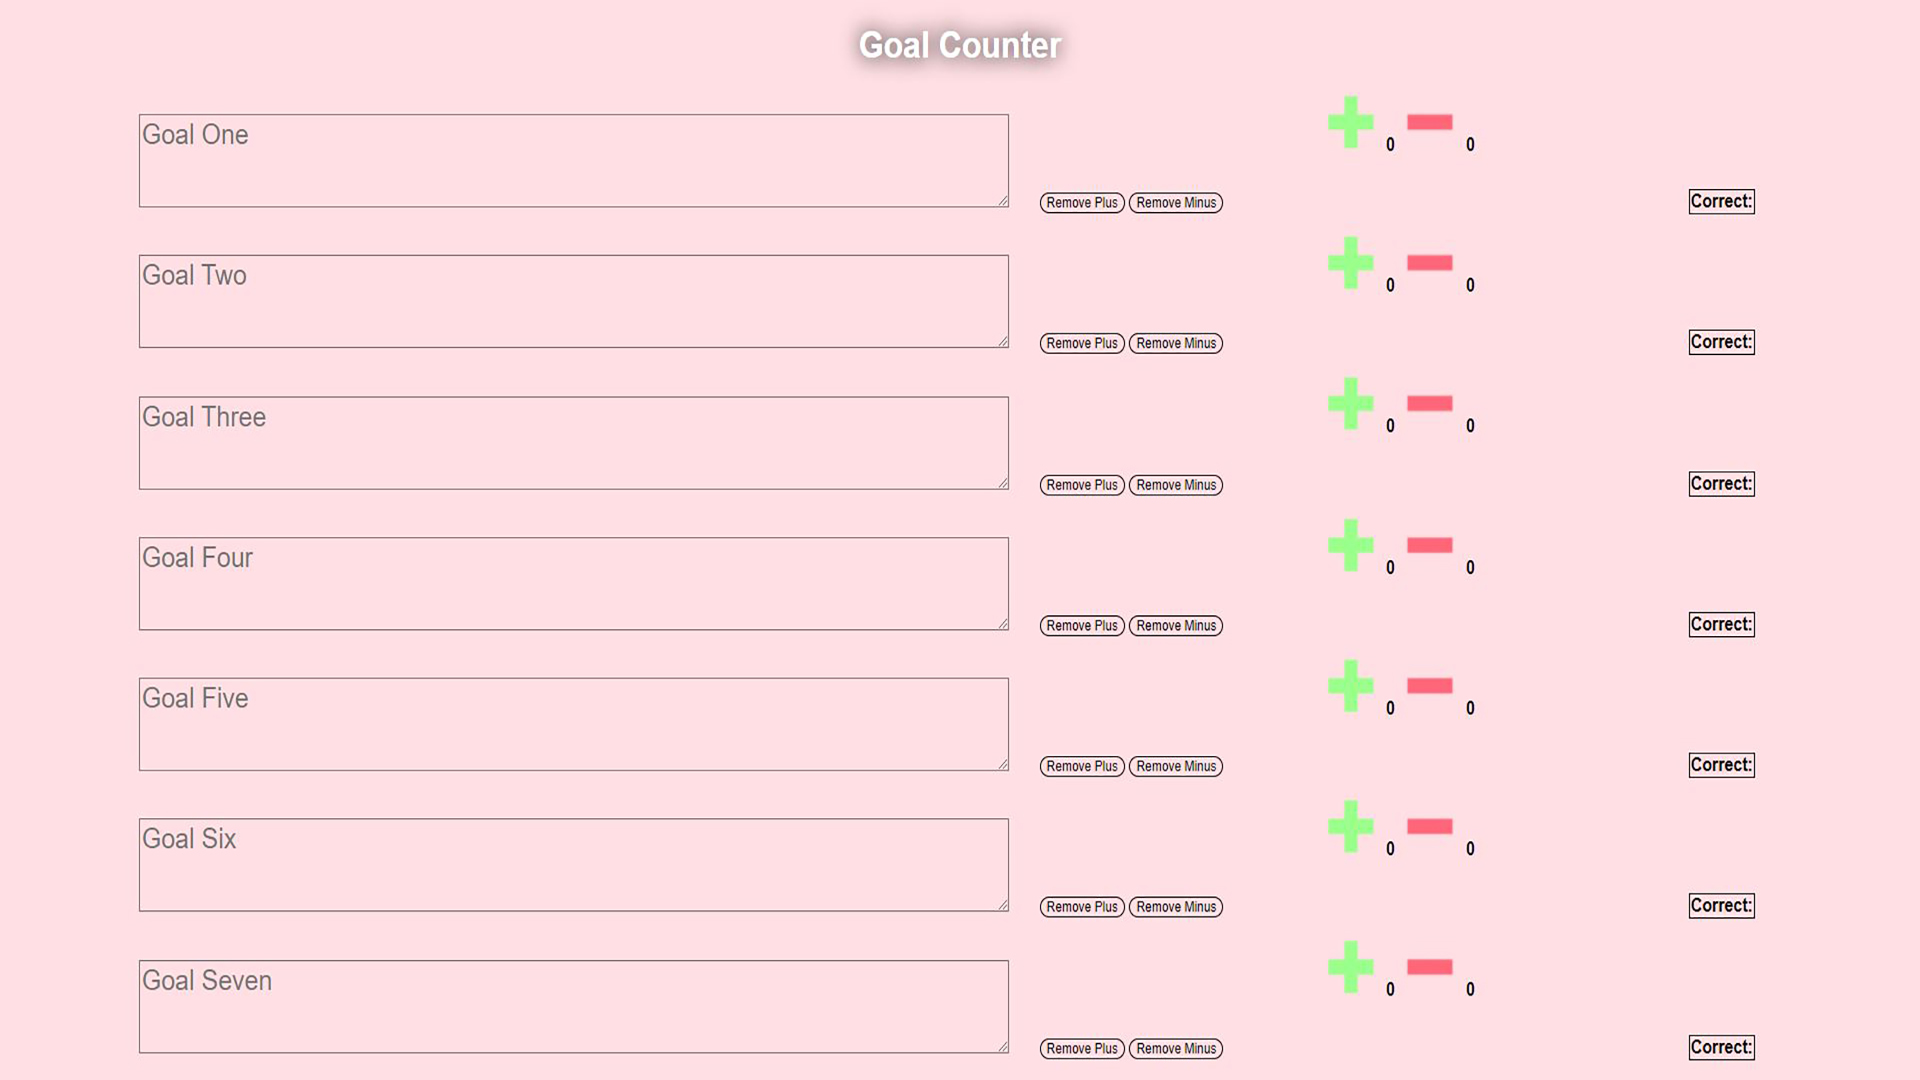 Goal Counter
Goal One
0 0
Remove Plus Remove Minus Correct:
Goal Two
0 0
Remove Plus Remove Minus Correct:
Goal Three
0 0
Remove Plus Remove Minus Correct:
Goal Four
0 0
Remove Plus Remove Minus Correct:
Goal Five
0 0
Remove Plus Remove Minus Correct:
Goal Six
0 0
Remove Plus Remove Minus Correct:
Goal Seven
0 0
Remove Plus Remove Minus Correct: